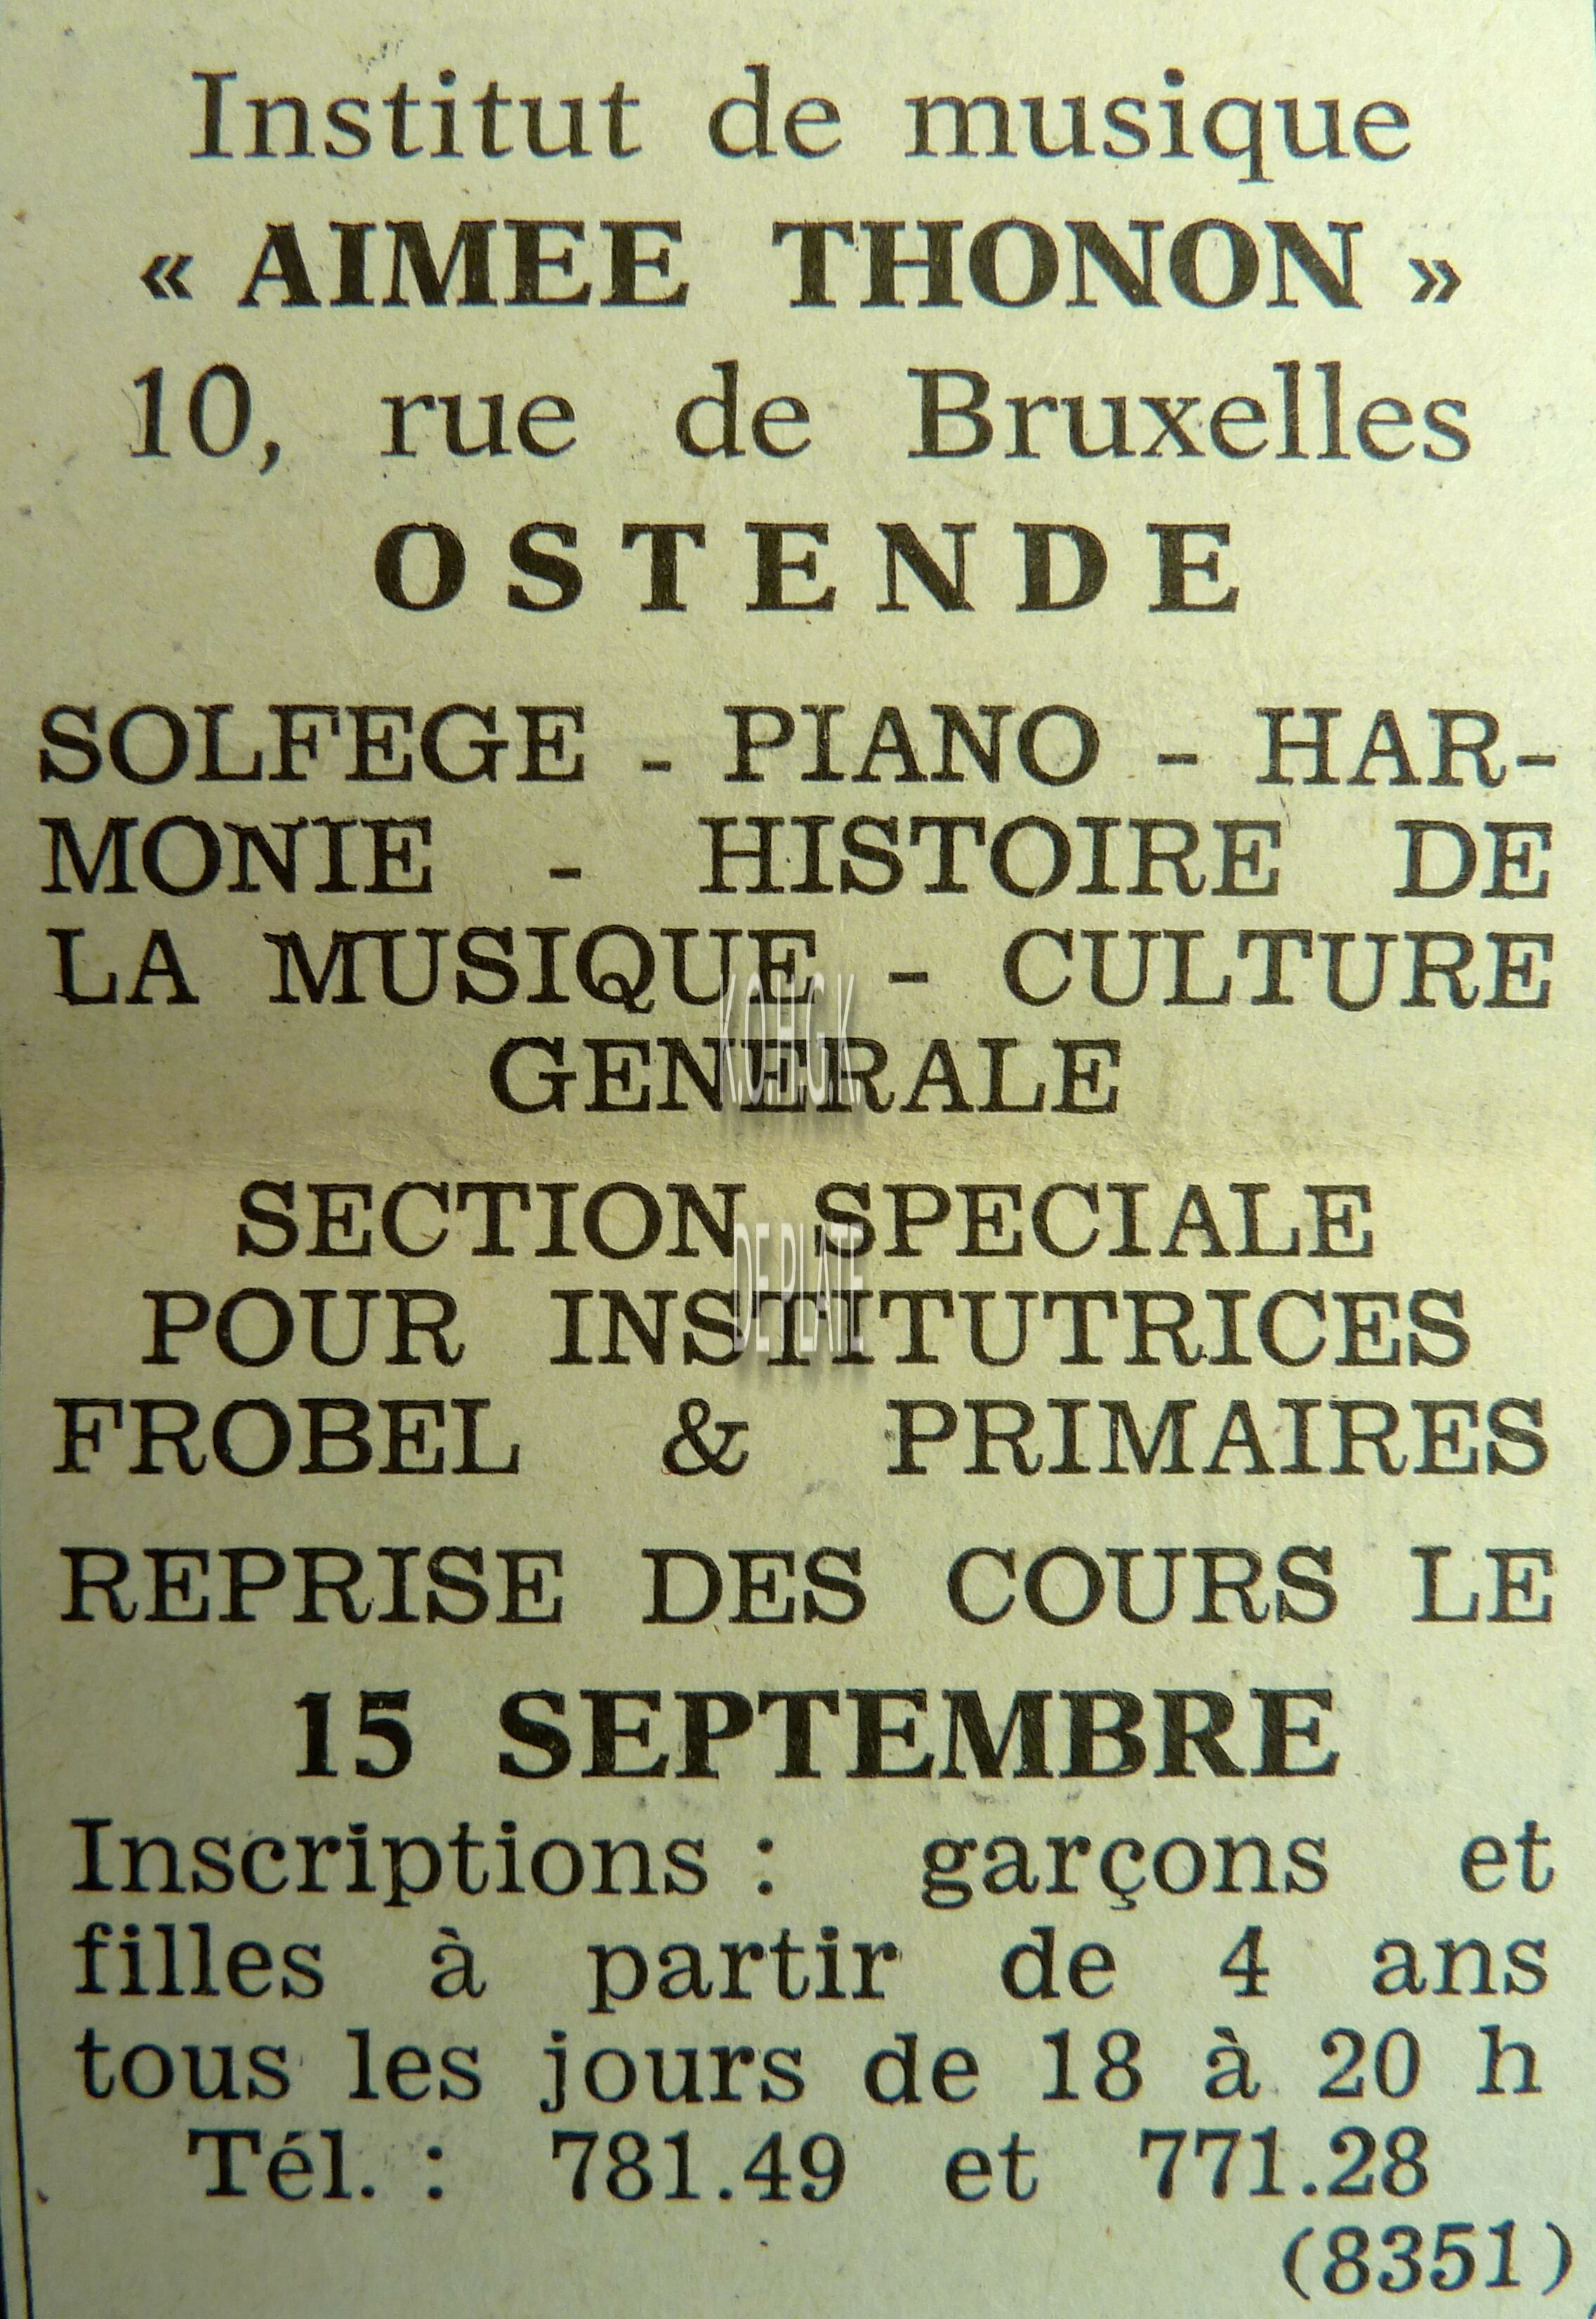 Institut de musique
« AIMEE THONON »
10, rue de Bruxelles
OSTENDE
SOLFEGE - PIANO - HAR-
MONIE - HISTOIRE DE
LA MUSIQUE - CULTURE
GENERALE
K.O.H.G.K.
SECTION SPECIALE
DE PLATE
POUR INSTITUTRICES
FROBEL & PRIMAIRES
REPRISE DES COURS LE
15 SEPTEMBRE
Inscriptions : garçons et
filles à partir de 4 ans
tous les jours de 18 à 20 h
Tél. : 781.49 et 771.28
(8351)